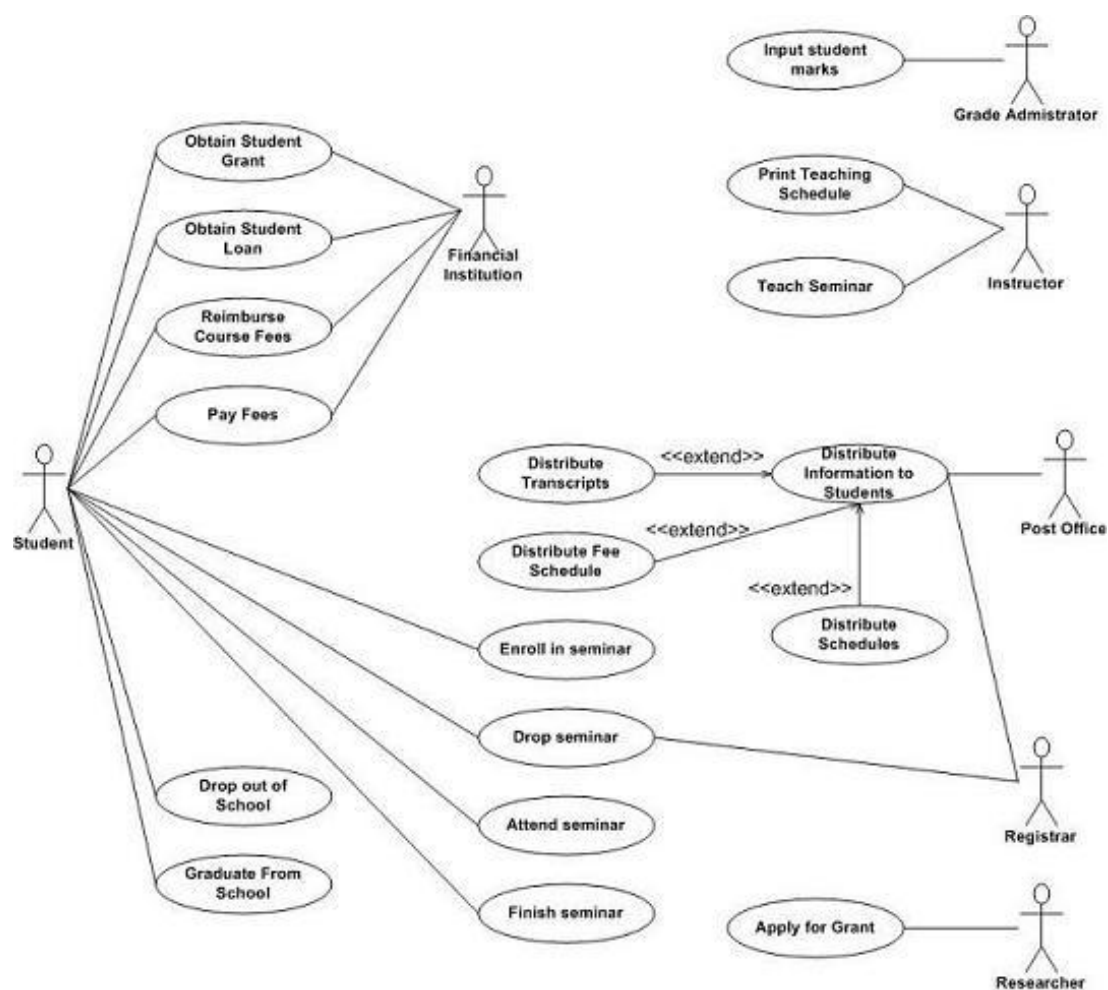 Input student
marks
Grade Admistrator
Obtain Student
Grant
Print Teaching
Schedule
Obtain Student
Loan
Financial
Institution
Teach Seminar
Instructor
Reimburse
Course Fees
Pay Fees
Student
Distribute
Transcripts
<<extend>>
Distribute
Information to
Students
Post Office
<<extend>>
Distribute Fee
Schedule
<<extend>>
Distribute
Schedules
Enroll in seminar
Drop seminar
Registrar
Drop out of
School
Attend seminar
Graduate From
School
Finish seminar
Apply for Grant
Researcher